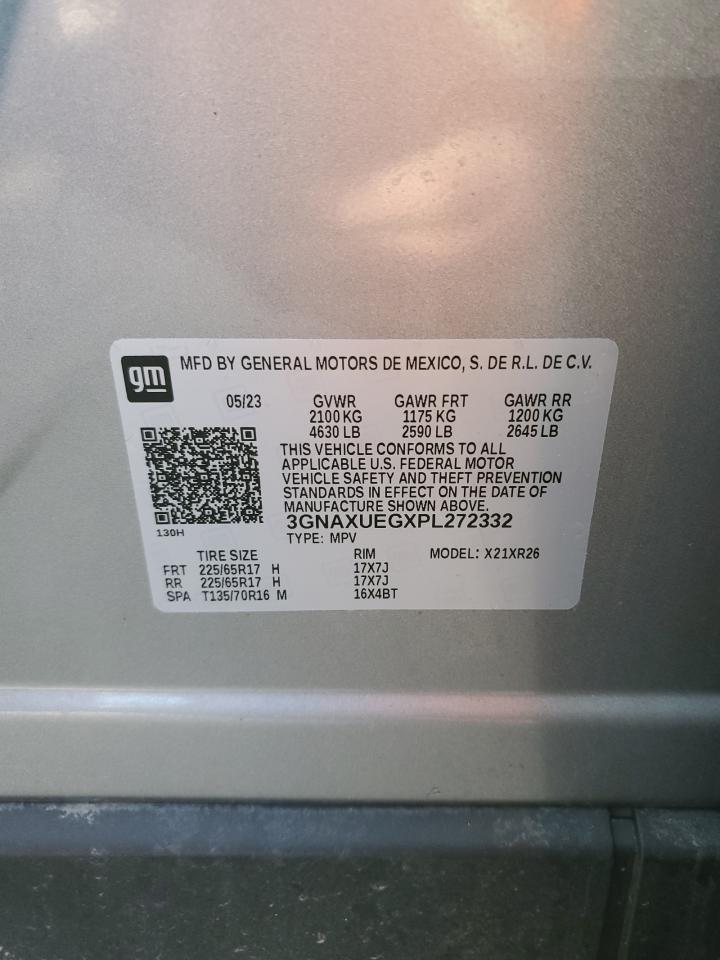 gm
MFD BY GENERAL MOTORS DE MEXICO, S. DE R.L. DE C.V.
05/23 GVWR GAWR FRT GAWR RR
2100 KG 1175 KG 1200 KG
4630 LB 2590 LB 2645 LB
THIS VEHICLE CONFORMS TO ALL
APPLICABLE U.S. FEDERAL MOTOR
VEHICLE SAFETY AND THEFT PREVENTION
STANDARDS IN EFFECT ON THE DATE OF
MANUFACTURE SHOWN ABOVE.
3GNAXUEGXPL272332
130H
TYPE: MPV
TIRE SIZE RIM MODEL: X21XR26
FRT 225/65R17 H 17X7J
RR 225/65R17 H 17X7J
SPA T135/70R16 M 16X4BT